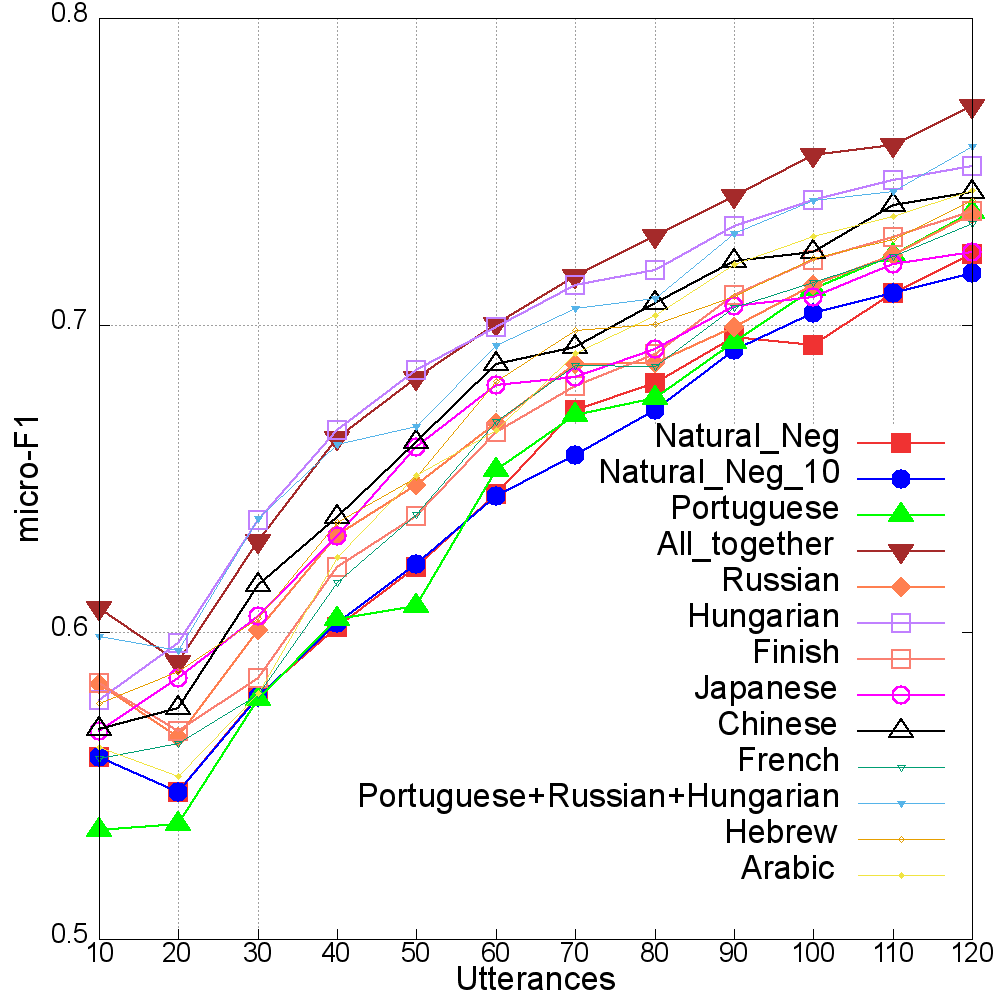 0.8
0.7
0.6
0.5
micro-F1
10 20 30 40 50 60 70 80 90 100 110 120
Utterances
Natural_Neg
Natural_Neg_10
Portuguese
All_together
Russian
Hungarian
Finish
Japanese
Chinese
French
Portuguese+Russian+Hungarian
Hebrew
Arabic